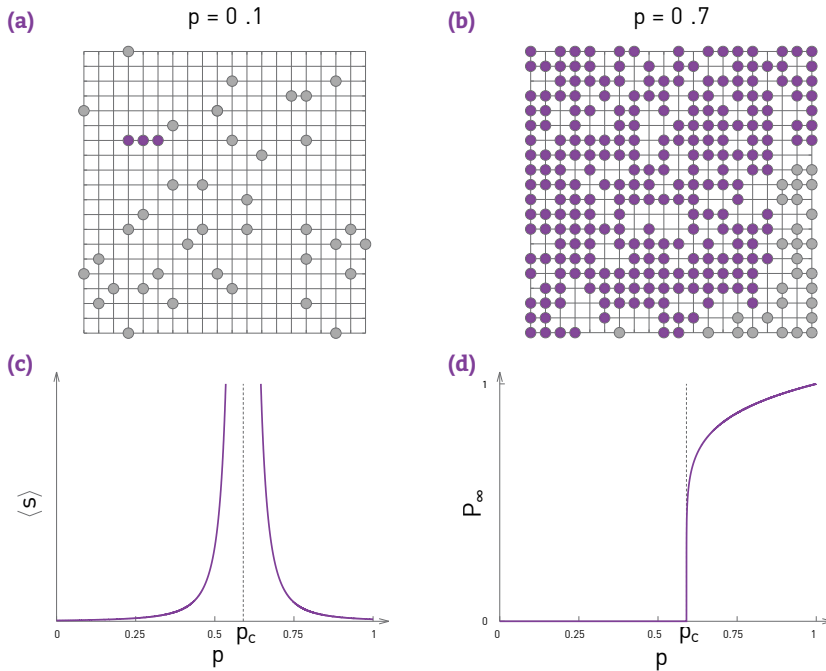 (a)
p = 0 .1
(b)
p = 0 .7
(c)
⟨s⟩
0
0.25
0.5
p_c
0.75
1
p
(d)
1
P_∞
0
0
0.25
0.5
p_c
0.75
1
p